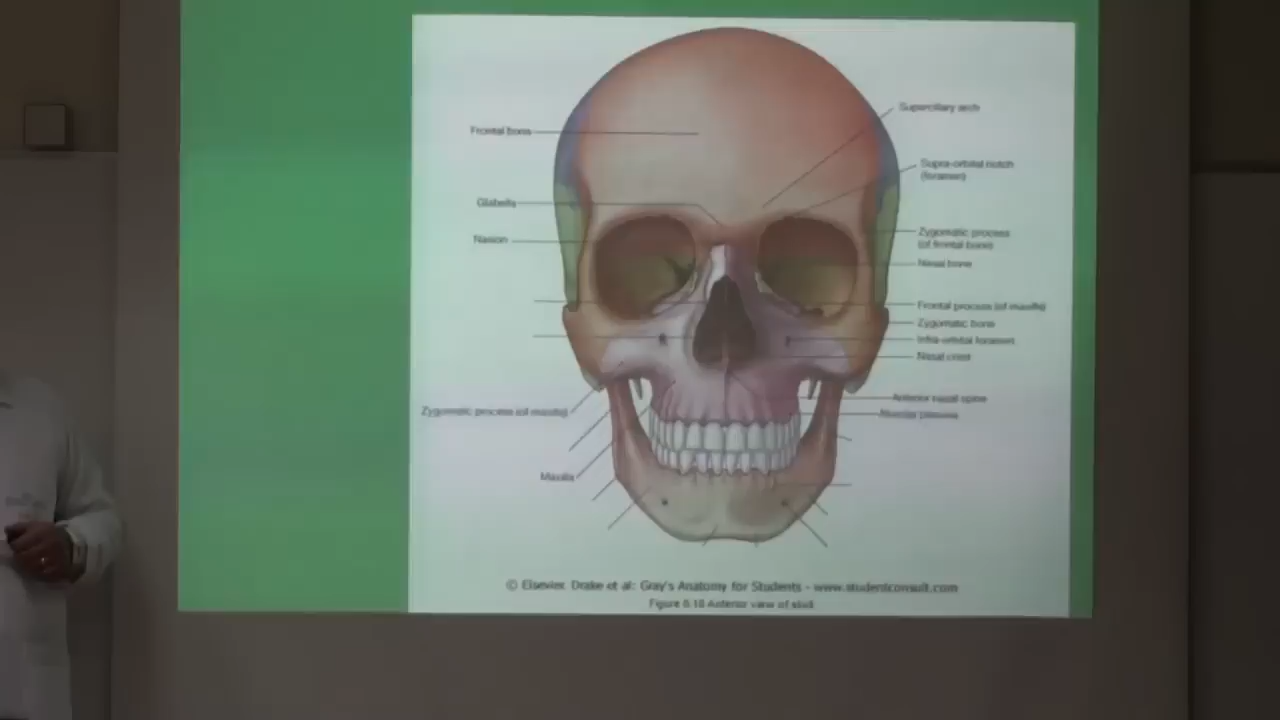 Superciliary arch
Frontal bone
Supra-orbital notch
(foramen)
Glabella
Zygomatic process
(of frontal bone)
Nasion
Nasal bone
Frontal process (of maxilla)
Zygomatic bone
Infra-orbital foramen
Nasal crest
Anterior nasal spine
Zygomatic process (of maxilla)
Alveolar process
Maxilla
© Elsevier. Drake et al: Gray's Anatomy for Students - www.studentconsult.com
Figure 8.18 Anterior view of skull